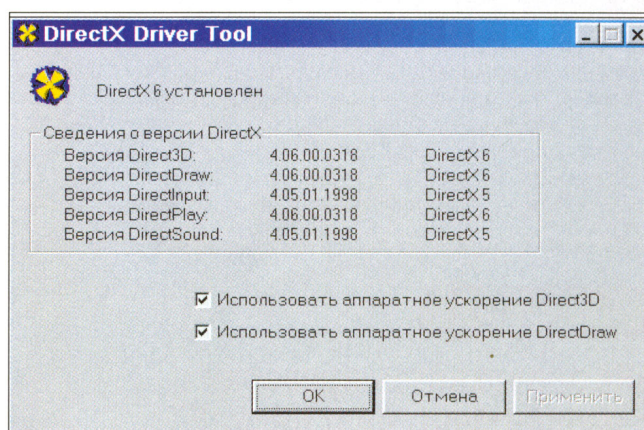 DirectX Driver Tool
DirectX 6 установлен
Сведения о версии DirectX
Версия Direct3D: 4.06.00.0318 DirectX 6
Версия DirectDraw: 4.06.00.0318 DirectX 6
Версия DirectInput: 4.05.01.1998 DirectX 5
Версия DirectPlay: 4.06.00.0318 DirectX 6
Версия DirectSound: 4.05.01.1998 DirectX 5
Использовать аппаратное ускорение Direct3D
Использовать аппаратное ускорение DirectDraw
OK Отмена Применить